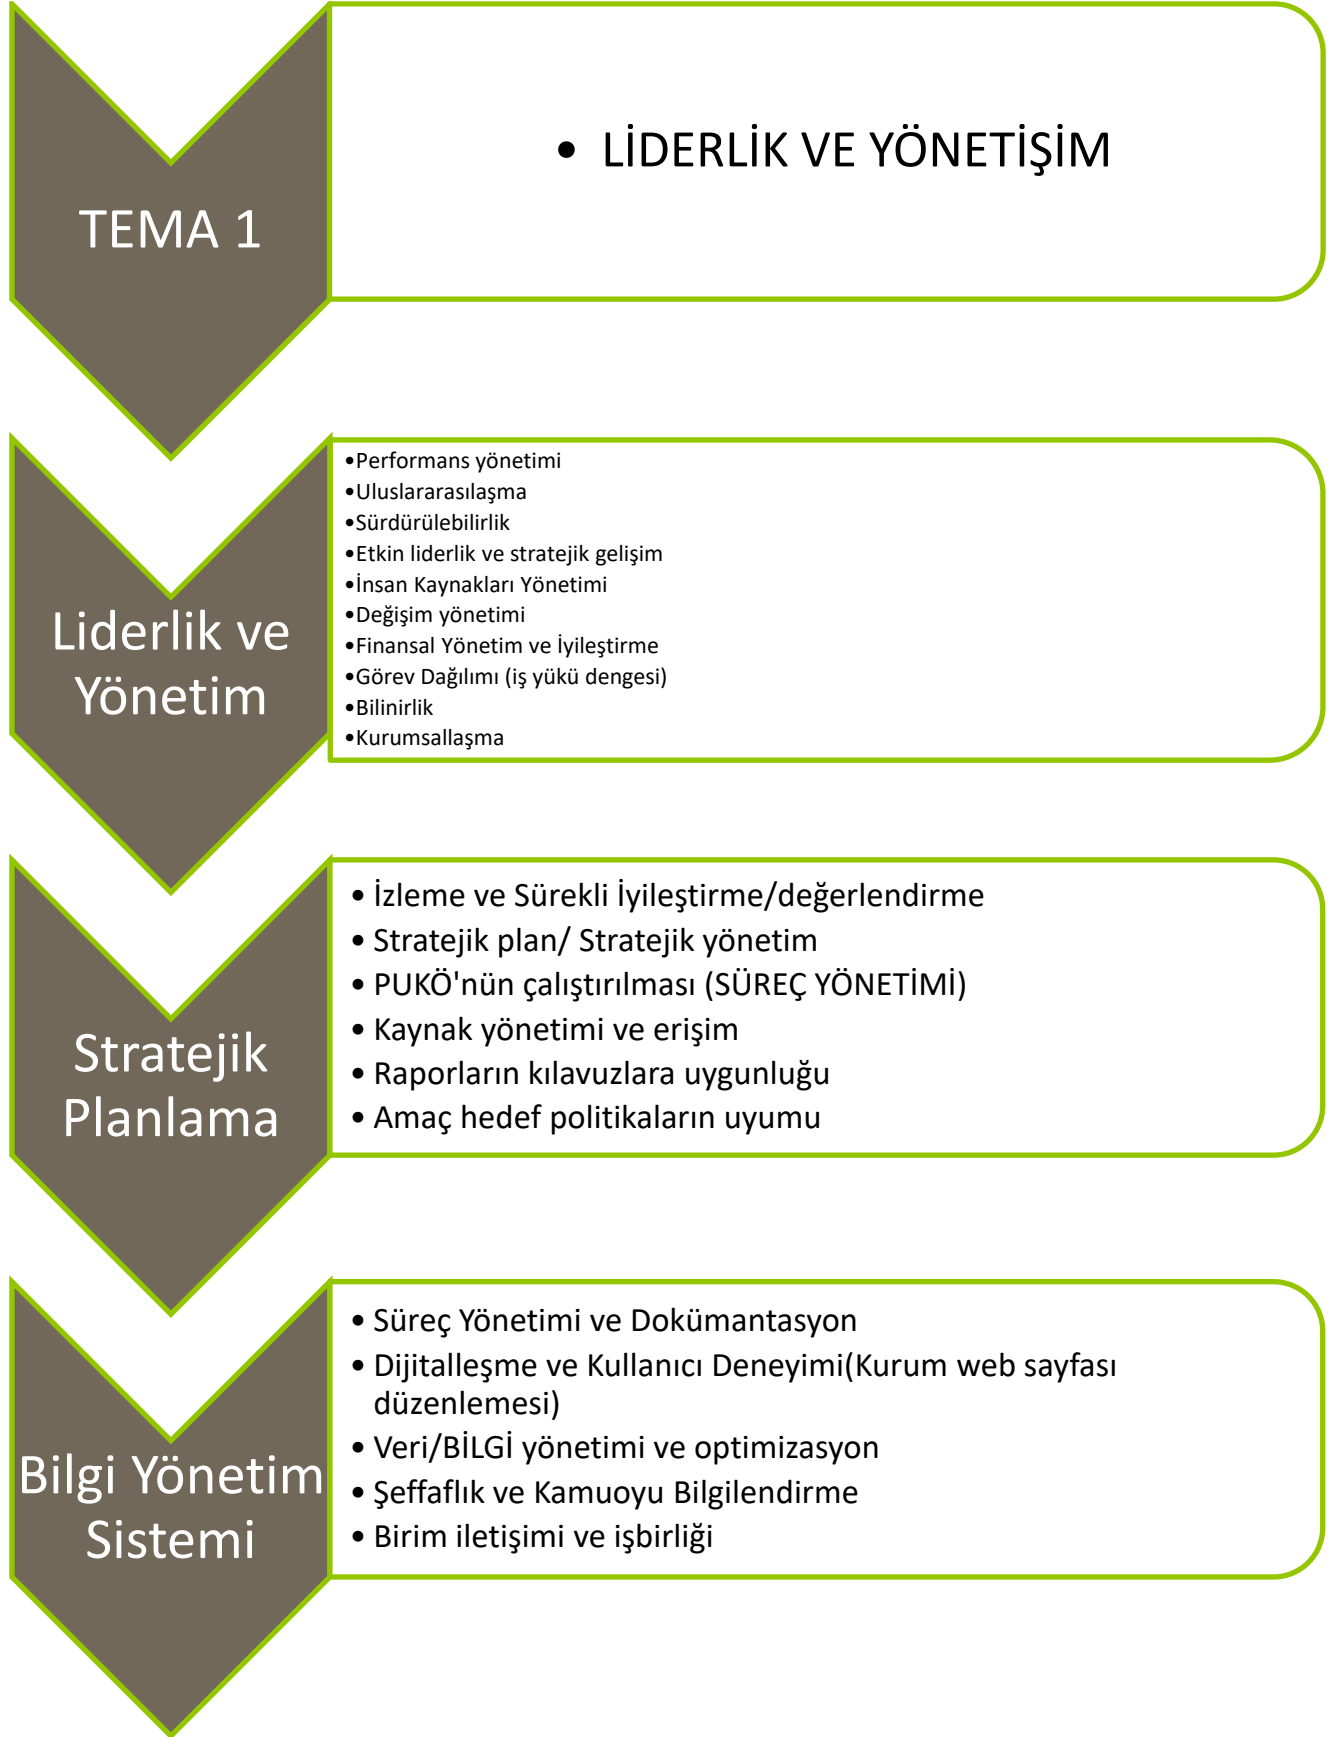 TEMA 1
• LİDERLİK VE YÖNETİŞİM
Liderlik ve
Yönetim
•Performans yönetimi
•Uluslararasılaşma
•Sürdürülebilirlik
•Etkin liderlik ve stratejik gelişim
•İnsan Kaynakları Yönetimi
•Değişim yönetimi
•Finansal Yönetim ve İyileştirme
•Görev Dağılımı (iş yükü dengesi)
•Bilinirlik
•Kurumsallaşma
Stratejik
Planlama
• İzleme ve Sürekli İyileştirme/değerlendirme
• Stratejik plan/ Stratejik yönetim
• PUKÖ'nün çalıştırılması (SÜREÇ YÖNETİMİ)
• Kaynak yönetimi ve erişim
• Raporların kılavuzlara uygunluğu
• Amaç hedef politikaların uyumu
Bilgi Yönetim
Sistemi
• Süreç Yönetimi ve Dokümantasyon
• Dijitalleşme ve Kullanıcı Deneyimi(Kurum web sayfası
düzenlemesi)
• Veri/BİLGİ yönetimi ve optimizasyon
• Şeffaflık ve Kamuoyu Bilgilendirme
• Birim iletişimi ve işbirliği